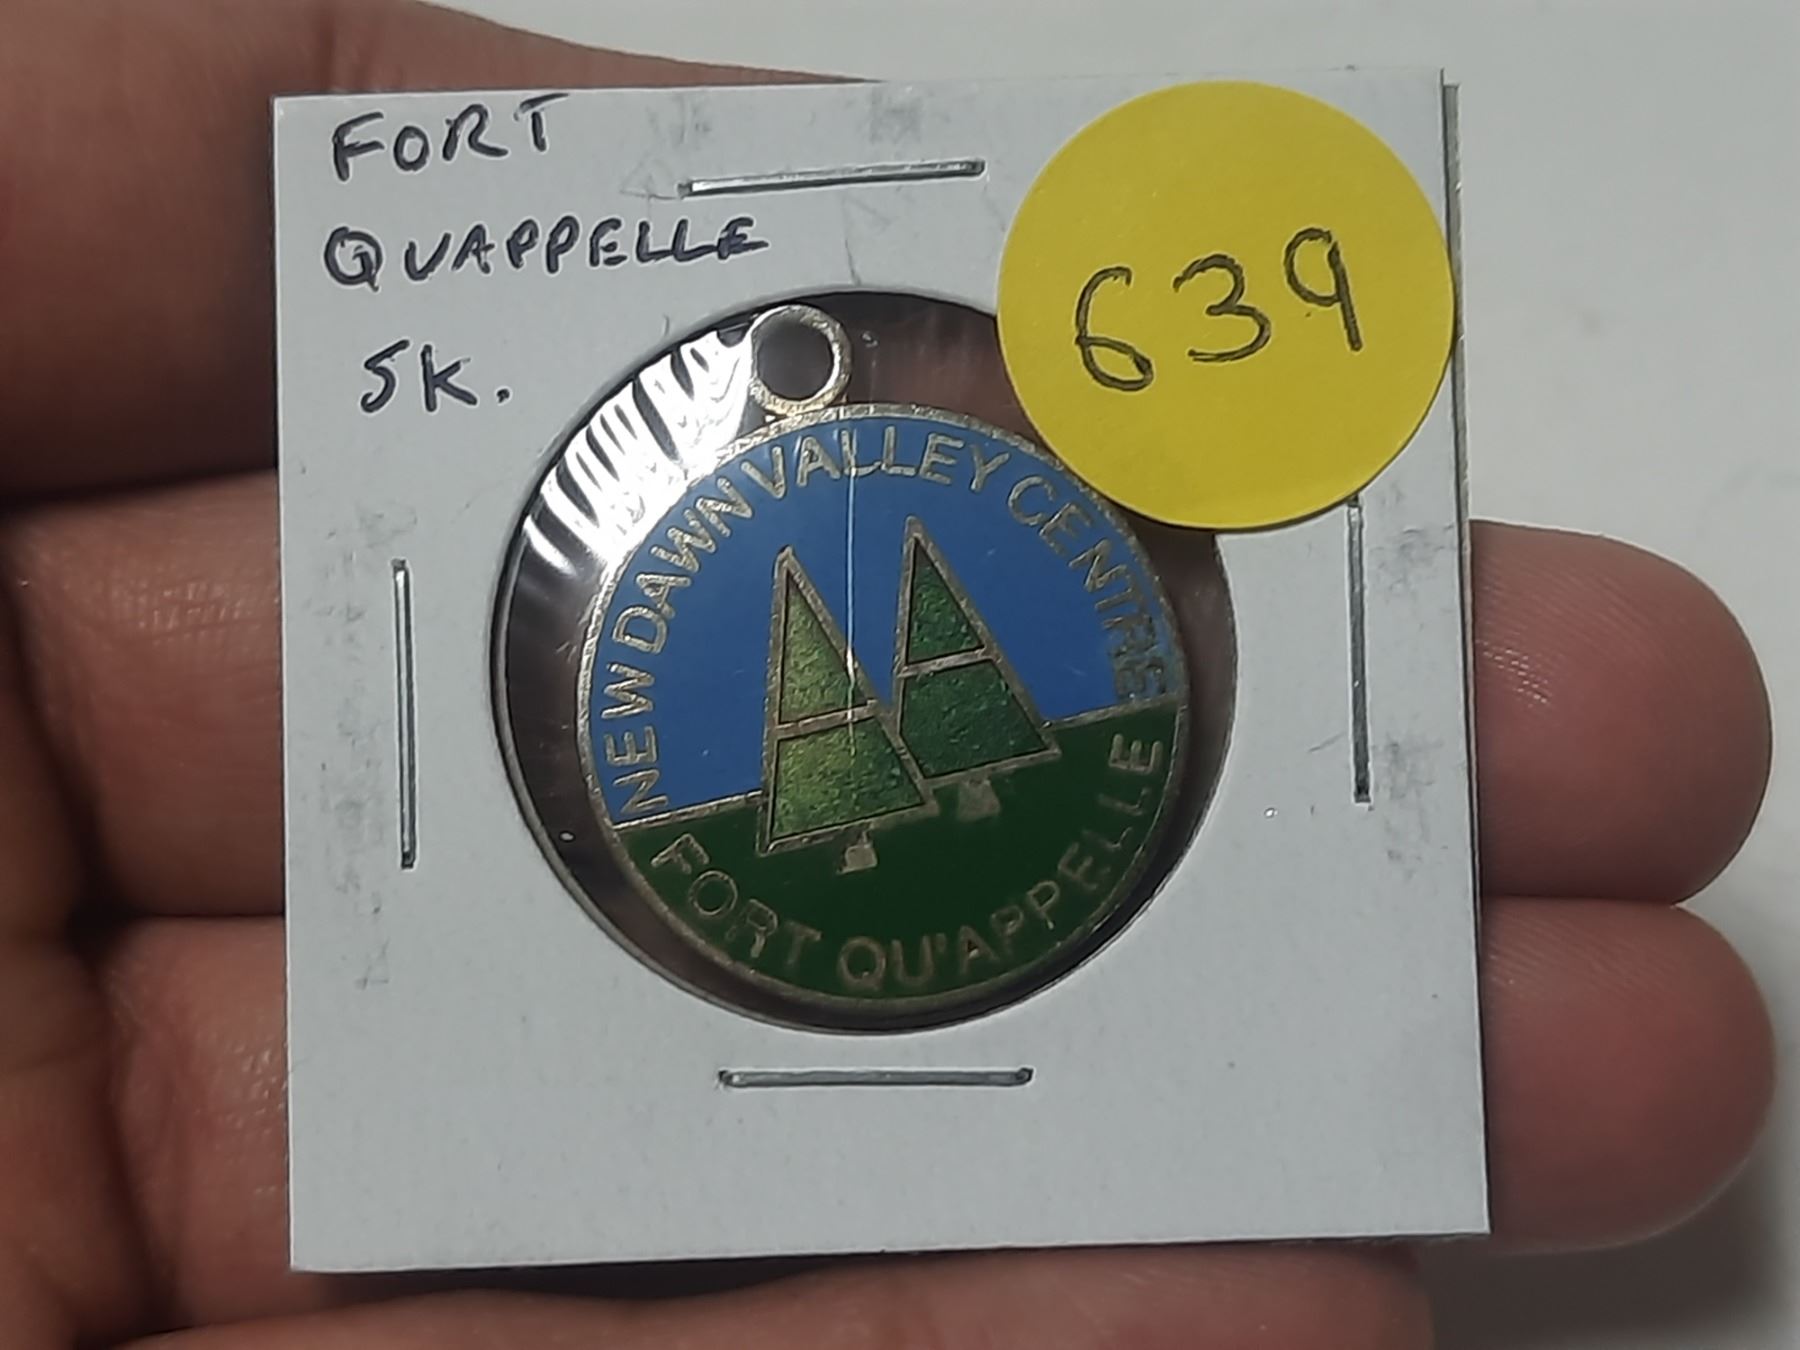 FORT
QUAPPELLE
SK.
639
NEW DAWN VALLEY CENTRE
FORT QU'APPELLE